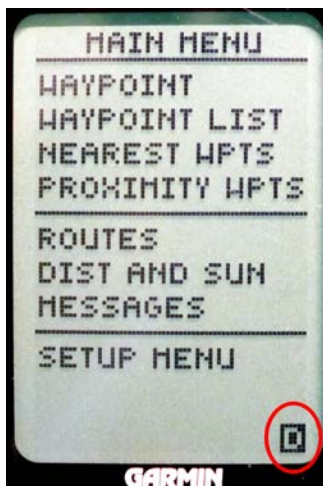 MAIN MENU
WAYPOINT
WAYPOINT LIST
NEAREST WPTS
PROXIMITY WPTS
ROUTES
DIST AND SUN
MESSAGES
SETUP MENU
GARMIN